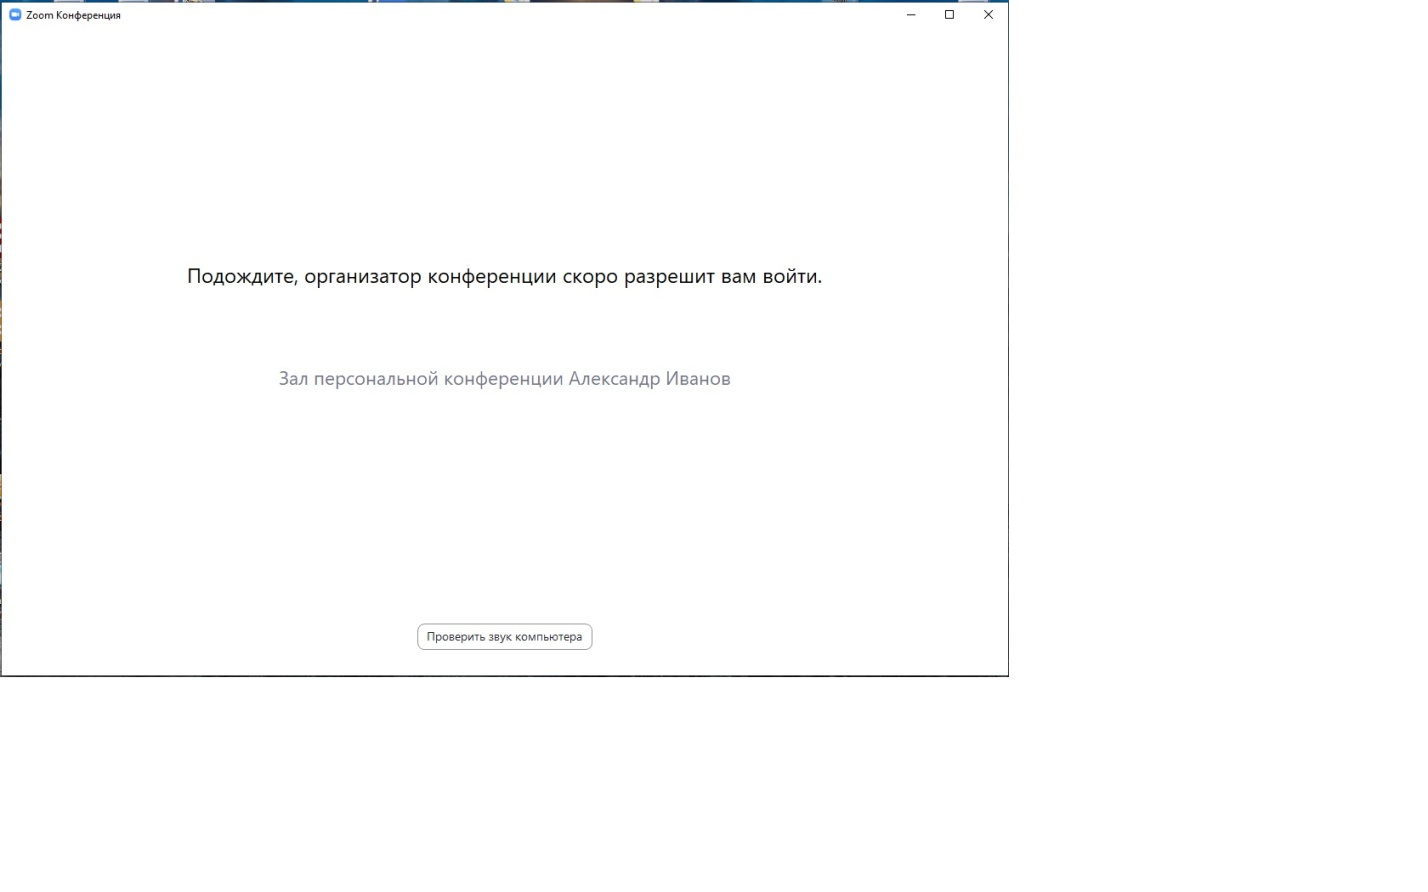 Zoom Конференция
Подождите, организатор конференции скоро разрешит вам войти.
Зал персональной конференции Александр Иванов
Проверить звук компьютера